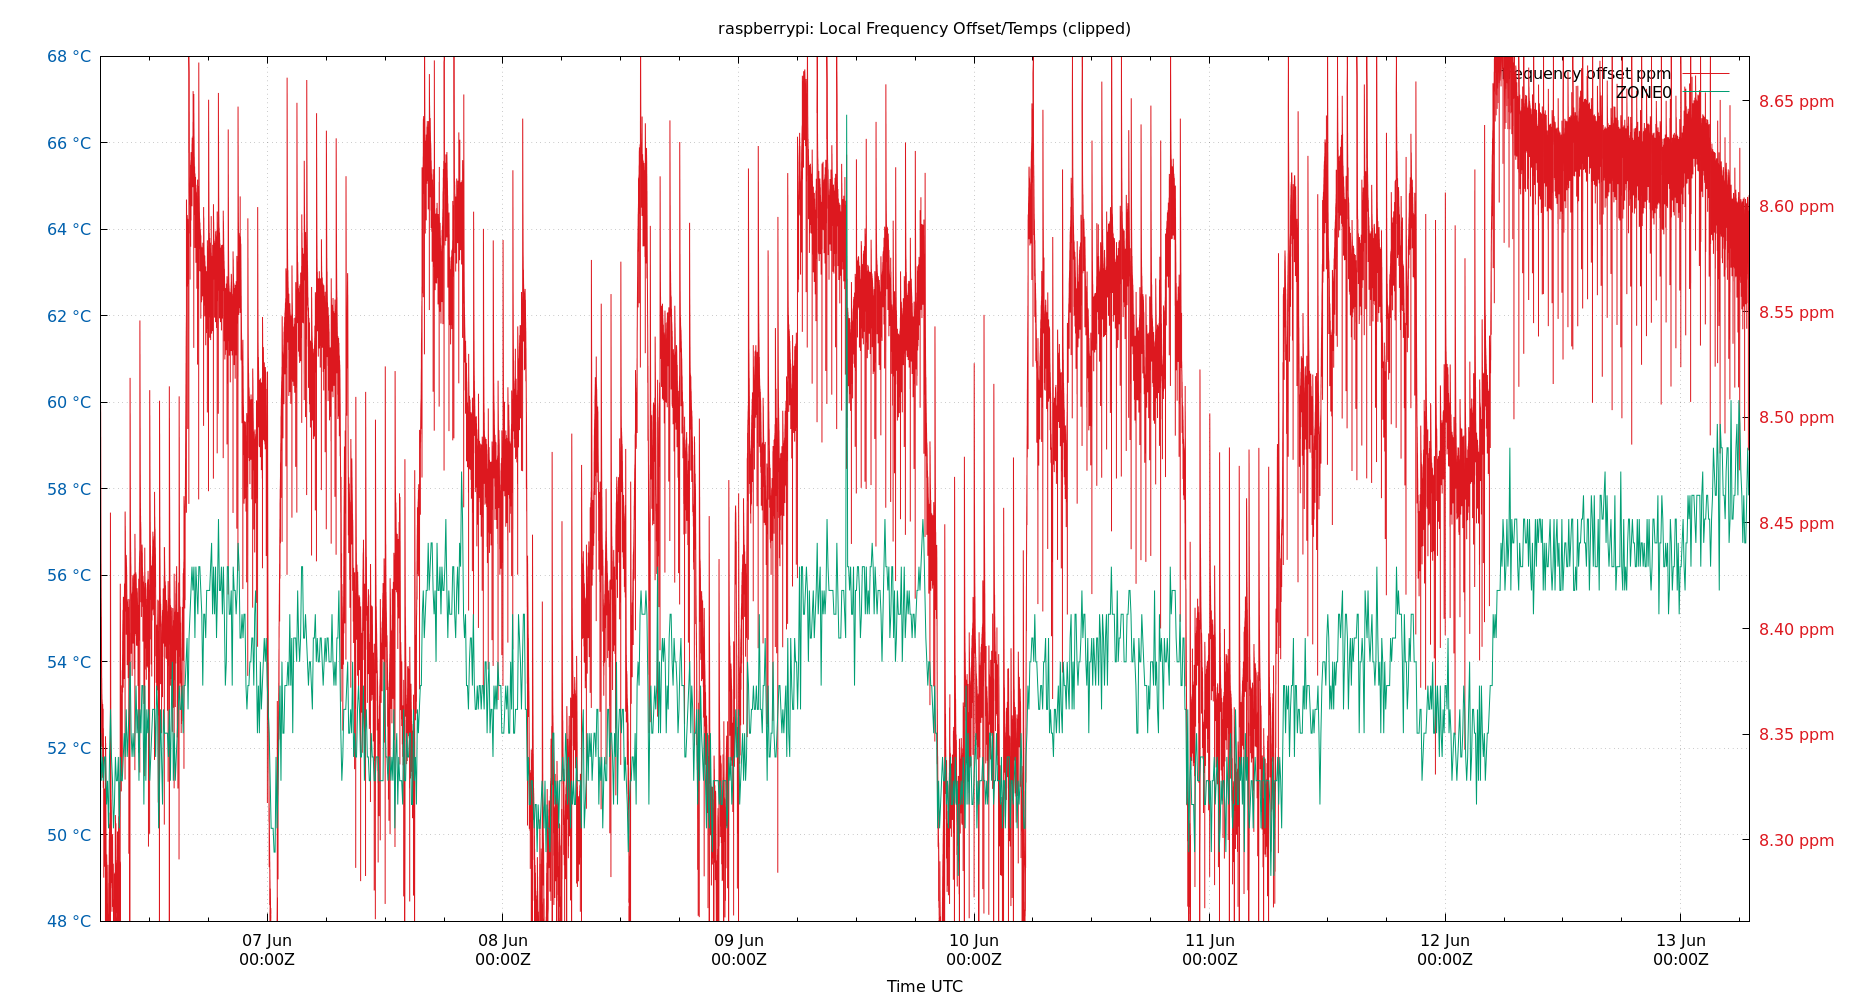 raspberrypi: Local Frequency Offset/Temps (clipped)
68 °C
66 °C
64 °C
62 °C
60 °C
58 °C
56 °C
54 °C
52 °C
50 °C
48 °C
offset ppm
ZONE0
8.65 ppm
8.60 ppm
8.55 ppm
8.50 ppm
8.45 ppm
8.40 ppm
8.35 ppm
8.30 ppm
07 Jun 08 Jun 09 Jun 10 Jun 11 Jun 12 Jun 13 Jun
00:00Z 00:00Z 00:00Z 00:00Z 00:00Z 00:00Z 00:00Z
Time UTC